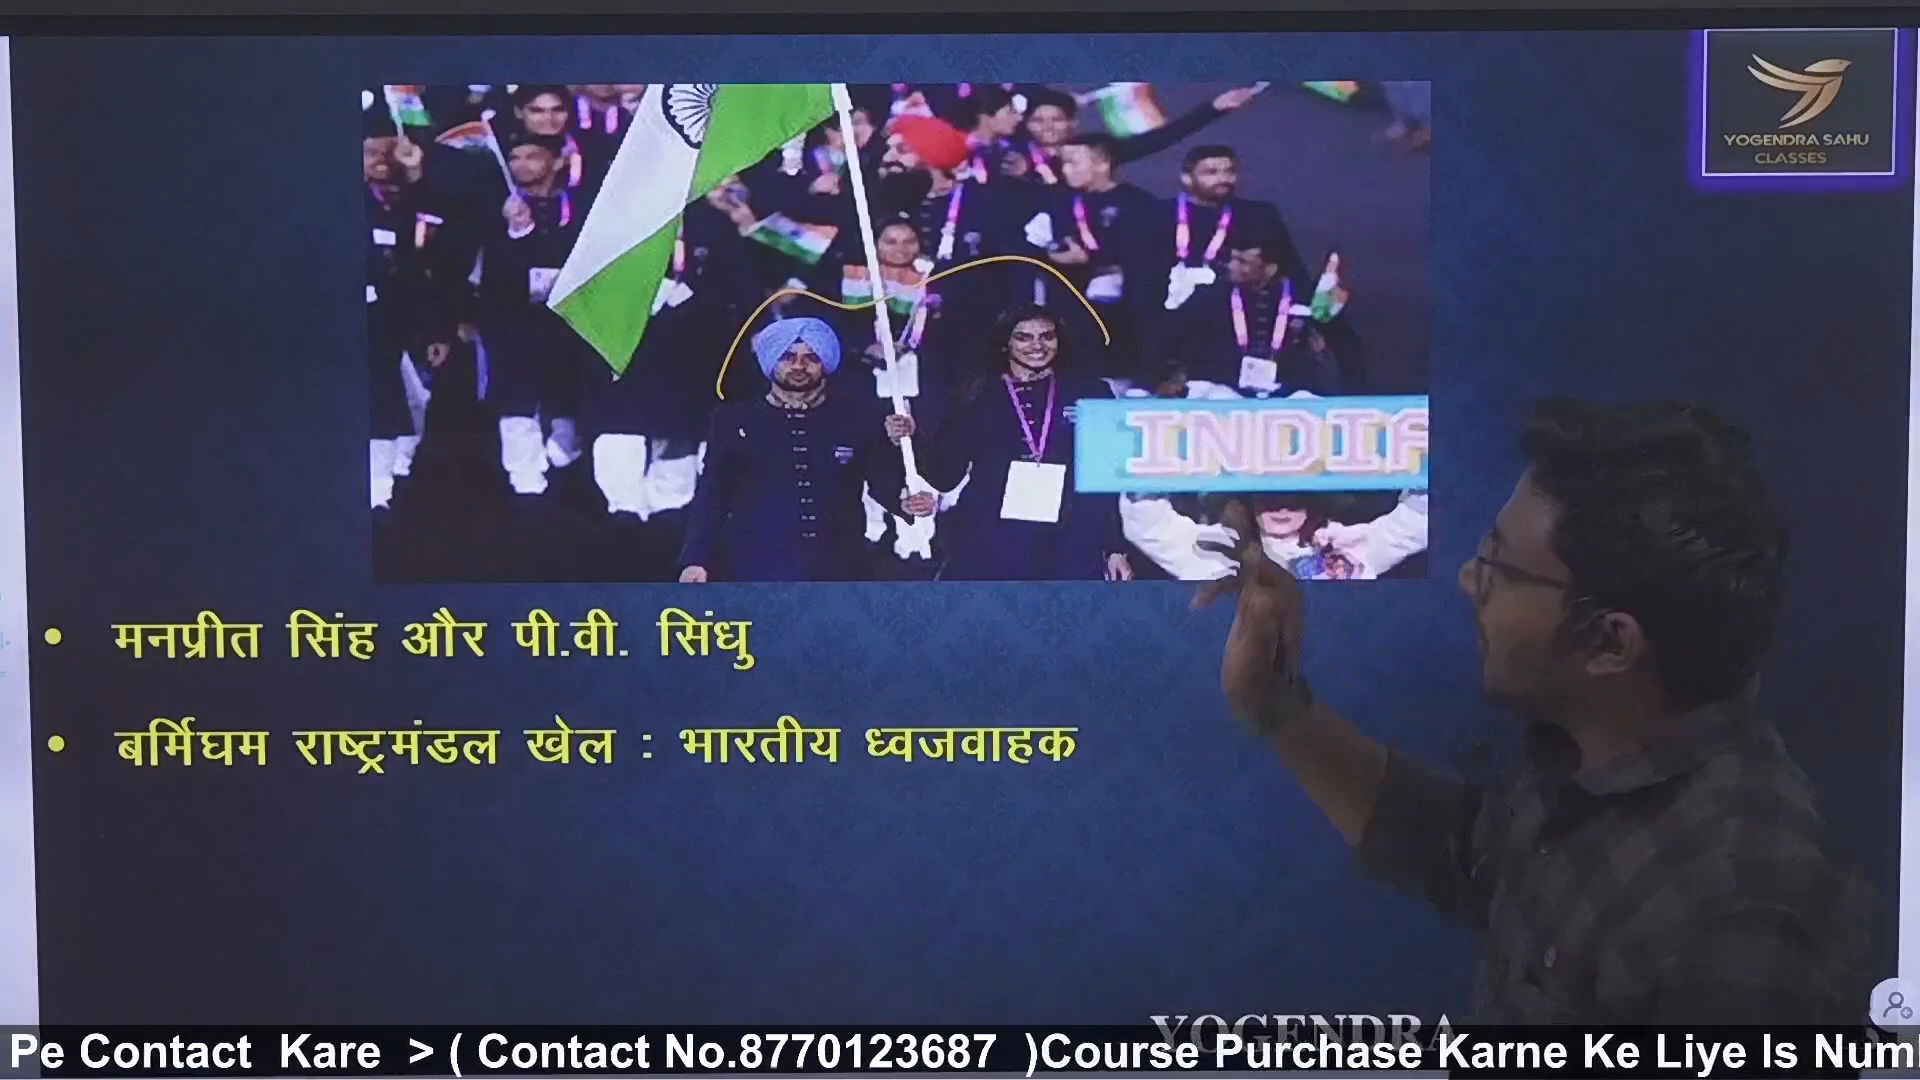 YOGENDRA SAHU
CLASSES
INDIA
• मनप्रीत सिंह और पी.वी. सिंधु
• बर्मिघम राष्ट्रमंडल खेल : भारतीय ध्वजवाहक
YOGENDRA
Pe Contact Kare > ( Contact No.8770123687 )Course Purchase Karne Ke Liye Is Num